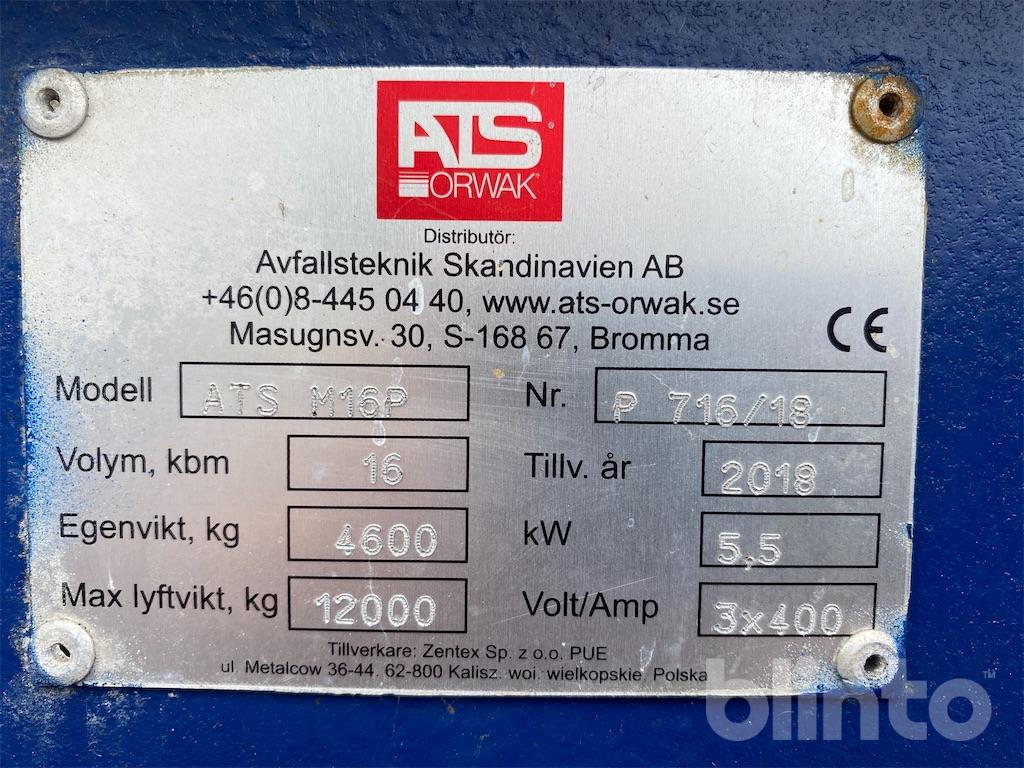 ATS
ORWAK
Distributör:
Avfallsteknik Skandinavien AB
+46(0)8-445 04 40, www.ats-orwak.se
Masugnsv. 30, S-168 67, Bromma
CE
Modell ATS M16P Nr. P 716/18
Volym, kbm 16 Tillv. år 2018
Egenvikt, kg 4600 kW 5,5
Max lyftvikt, kg 12000 Volt/Amp 3x400
Tillverkare: Zentex Sp. z o.o. PUE
ul. Metalcow 36-44, 62-800 Kalisz, woj. wielkopskie, Polska
blinto™